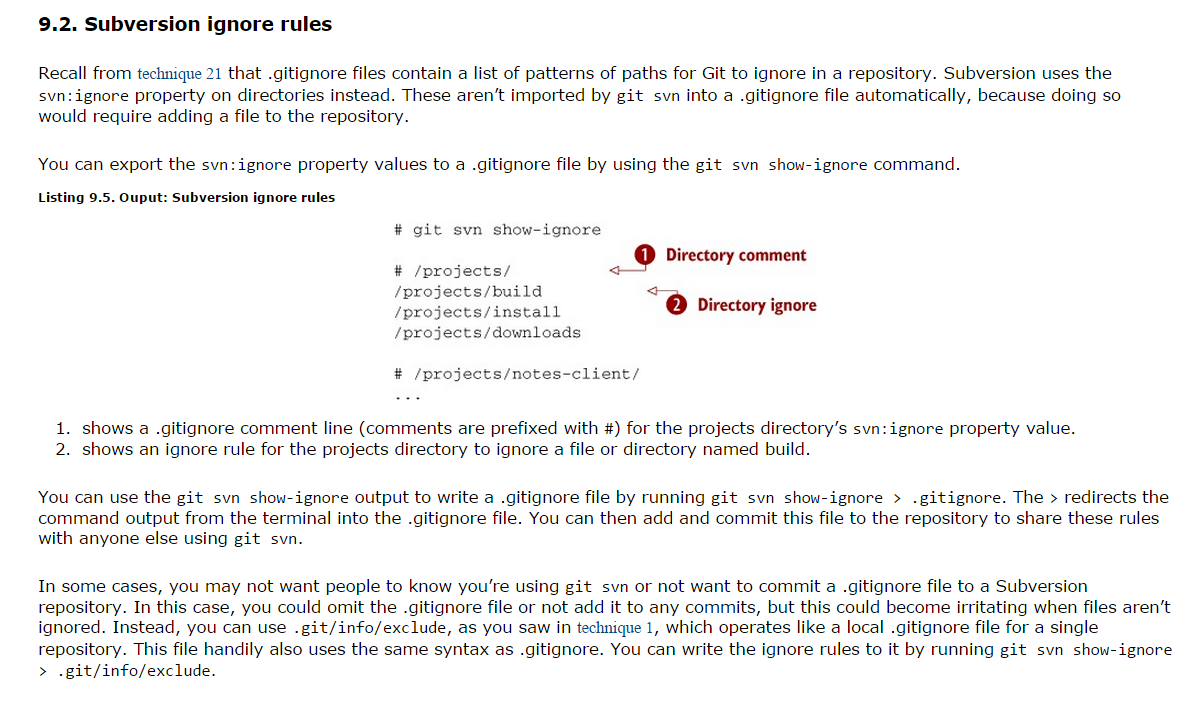 9.2. Subversion ignore rules
Recall from technique 21 that .gitignore files contain a list of patterns of paths for Git to ignore in a repository. Subversion uses the
svn:ignore property on directories instead. These aren’t imported by git svn into a .gitignore file automatically, because doing so
would require adding a file to the repository.
You can export the svn:ignore property values to a .gitignore file by using the git svn show-ignore command.
Listing 9.5. Ouput: Subversion ignore rules
# git svn show-ignore
1 Directory comment
# /projects/
/projects/build
2 Directory ignore
/projects/install
/projects/downloads
# /projects/notes-client/
...
1. shows a .gitignore comment line (comments are prefixed with #) for the projects directory’s svn:ignore property value.
2. shows an ignore rule for the projects directory to ignore a file or directory named build.
You can use the git svn show-ignore output to write a .gitignore file by running git svn show-ignore > .gitignore. The > redirects the
command output from the terminal into the .gitignore file. You can then add and commit this file to the repository to share these rules
with anyone else using git svn.
In some cases, you may not want people to know you’re using git svn or not want to commit a .gitignore file to a Subversion
repository. In this case, you could omit the .gitignore file or not add it to any commits, but this could become irritating when files aren’t
ignored. Instead, you can use .git/info/exclude, as you saw in technique 1, which operates like a local .gitignore file for a single
repository. This file handily also uses the same syntax as .gitignore. You can write the ignore rules to it by running git svn show-ignore
> .git/info/exclude.